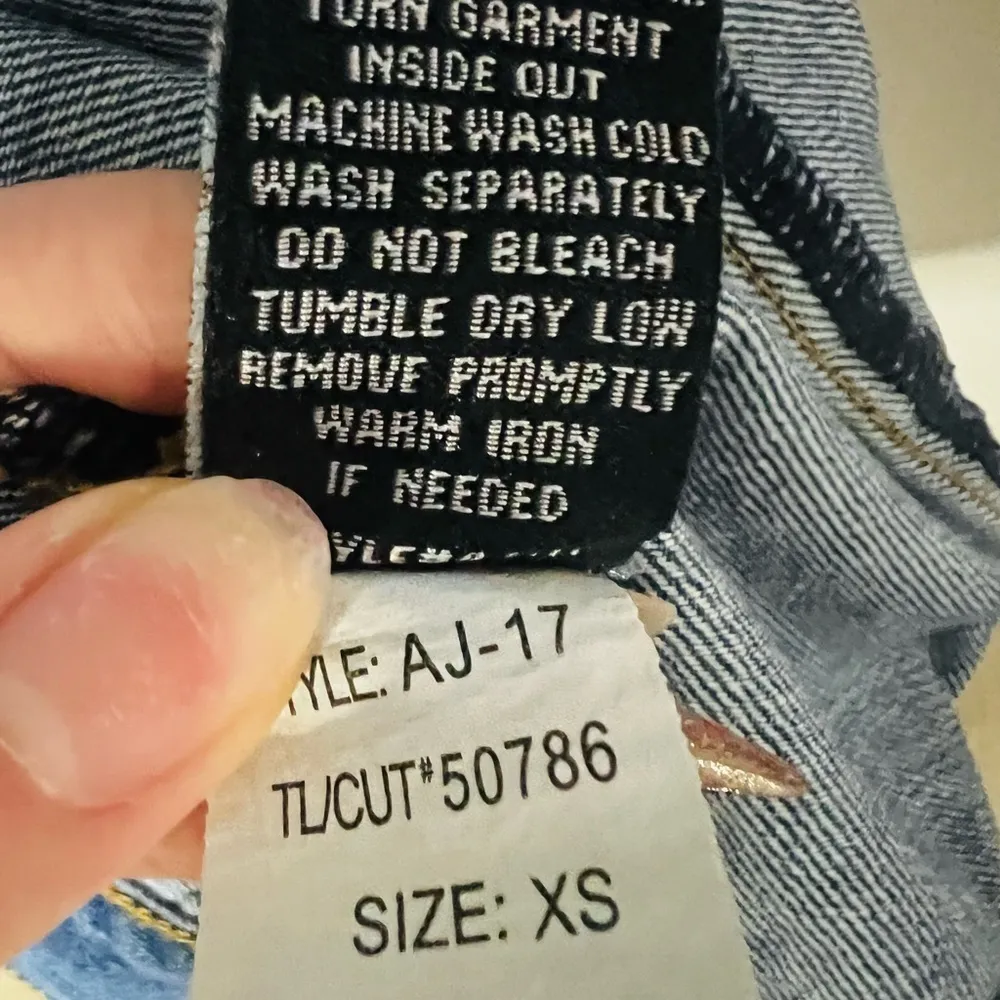 TURN GARMENT
INSIDE OUT
MACHINE WASH COLD
WASH SEPARATELY
DO NOT BLEACH
TUMBLE DRY LOW
REMOVE PROMPTLY
WARM IRON
IF NEEDED
YLE: AJ-17
TL/CUT#50786
SIZE: XS